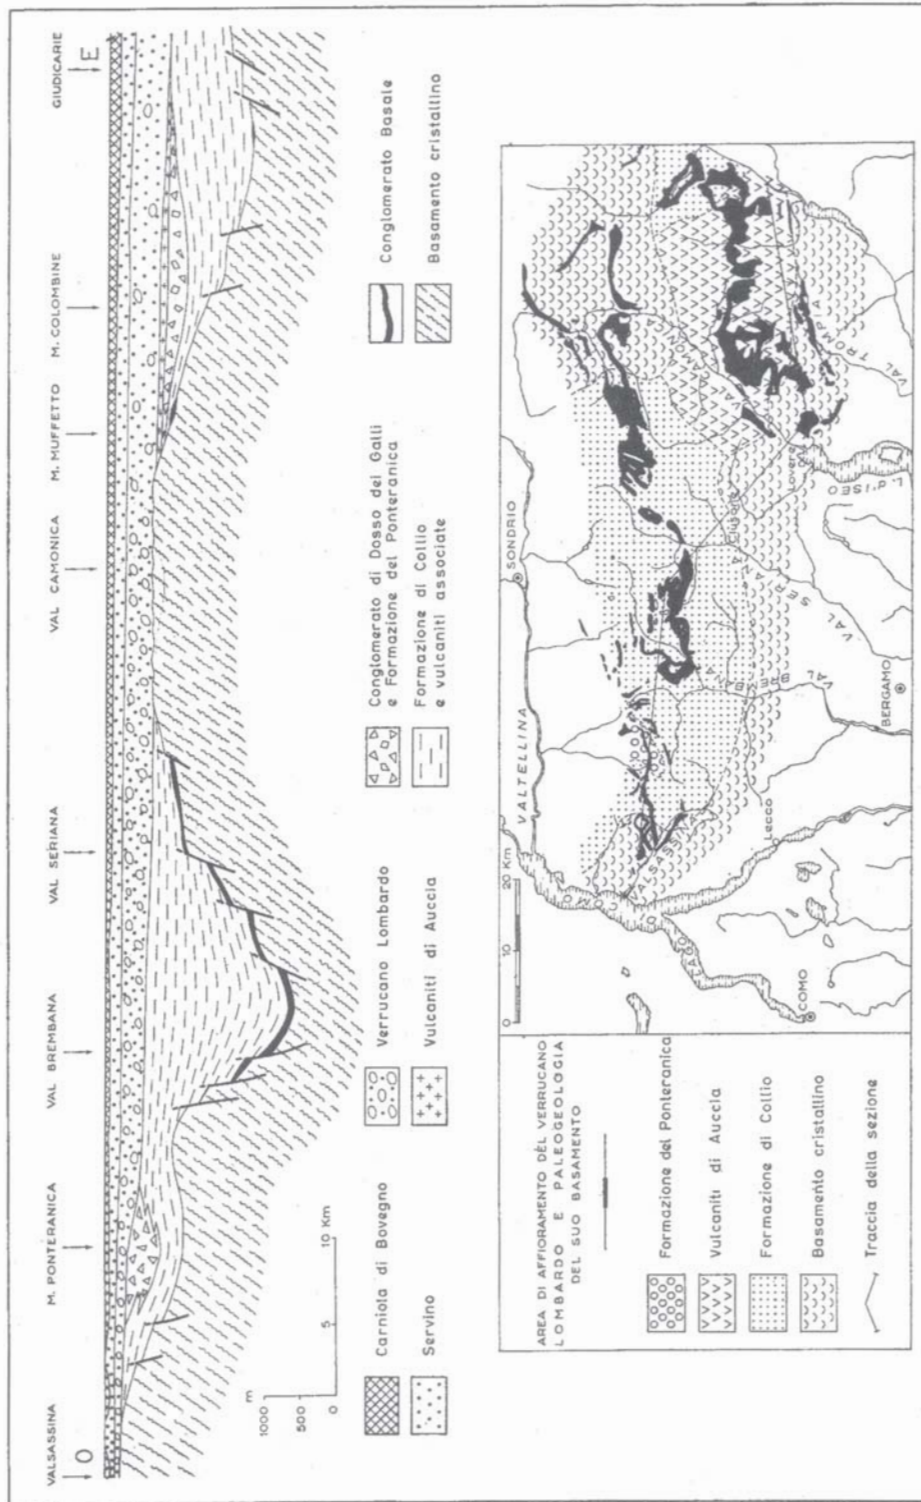 VALSASSINA
M. PONTERANICA
VAL BREMBANA
VAL SERIANA
VAL CAMONICA
M. MUFFETTO
M. COLOMBINE
GIUDICARIE
O
E
m
1000
500
0
0
5
10 Km
Carniola di Bovegno
Servino
Verrucano Lombardo
Vulcaniti di Auccia
Conglomerato di Dosso dei Galli
e Formazione del Ponteranica
Formazione di Collio
e vulcaniti associate
Conglomerato Basale
Basamento cristallino
AREA DI AFFIORAMENTO DEL VERRUCANO
LOMBARDO E PALEOGEOLOGIA
DEL SUO BASAMENTO
Formazione del Ponteranica
Vulcaniti di Auccia
Formazione di Collio
Basamento cristallino
Traccia della sezione
0
10
20 Km
VALTELLINA
SONDRIO
LAGO
COMO
Lecco
VALSASSINA
VAL BREMBANA
BERGAMO
VAL SERIANA
Clusone
Lovere
L. d'ISEO
VAL CAMONICA
VAL TROMPIA